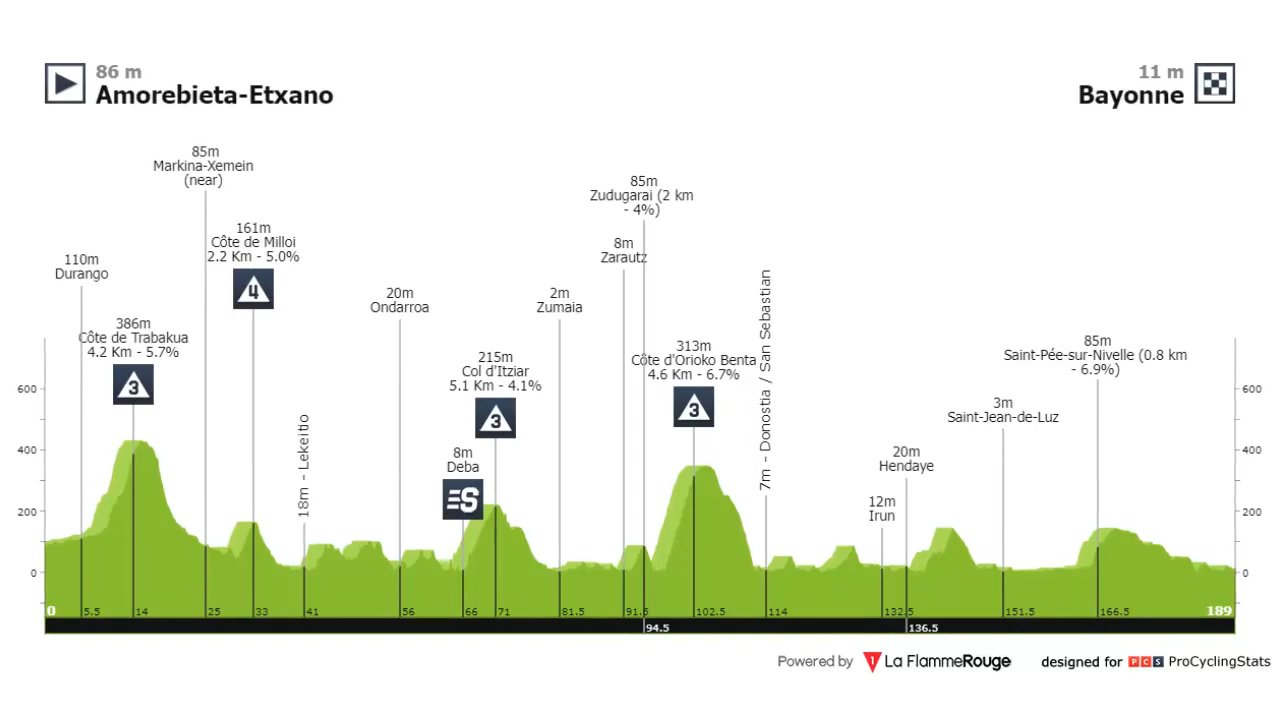 86 m
Amorebieta-Etxano
11 m
Bayonne
85m
Markina-Xemein
(near)
85m
Zudugarai (2 km
- 4%)
161m
Côte de Milloi
2.2 Km - 5.0%
4
8m
Zarautz
110m
Durango
7m - Donostia / San Sebastian
20m
Ondarroa
2m
Zumaia
386m
Côte de Trabakua
4.2 Km - 5.7%
3
215m
Col d'Itziar
5.1 Km - 4.1%
3
313m
Côte d'Orioko Benta
4.6 Km - 6.7%
3
85m
Saint-Pée-sur-Nivelle (0.8 km
- 6.9%)
3m
Saint-Jean-de-Luz
18m - Lekeitio
8m
Deba
S
20m
Hendaye
12m
Irun
600
400
200
0
600
400
200
0
0
5.5
14
25
33
41
56
66
71
81.5
91.5
102.5
114
132.5
151.5
166.5
189
94.5
136.5
Powered by 1 La FlammeRouge designed for PCS ProCyclingStats